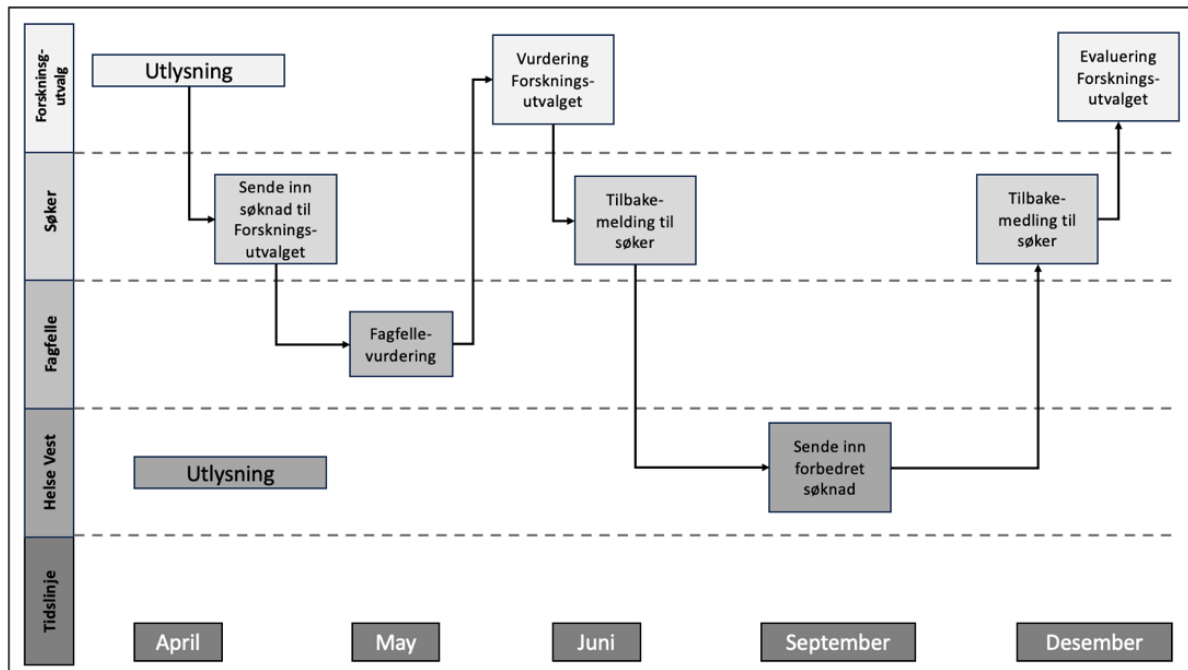 Forskninsg-
utvalg
Utlysning
Vurdering
Forsknings-
utvalget
Evaluering
Forsknings-
utvalget
Søker
Sende inn
søknad til
Forsknings-
utvalget
Tilbake-
melding til
søker
Tilbake-
medling til
søker
Fagfelle
Fagfelle-
vurdering
Helse Vest
Utlysning
Sende inn
forbedret
søknad
Tidslinje
April
May
Juni
September
Desember